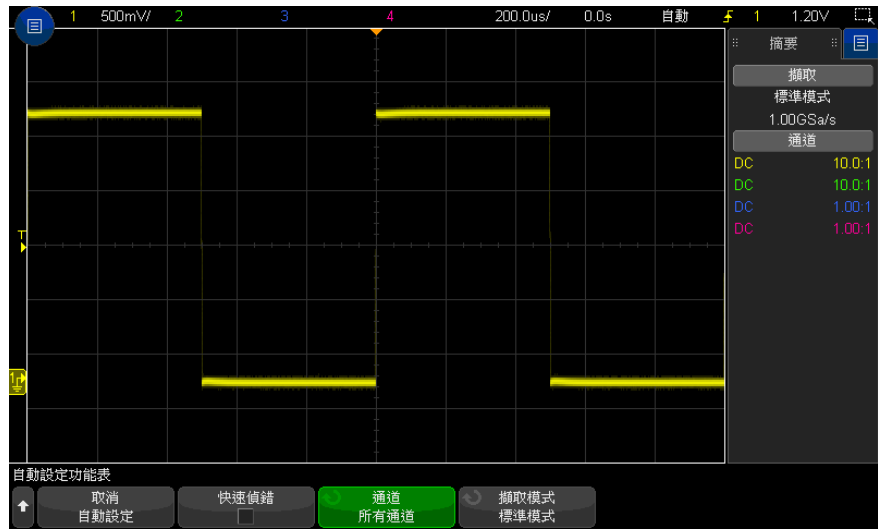 1 500mV/ 2 3 4 200.0us/ 0.0s 自動 1 1.20V
摘要
擷取
標準模式
1.00GSa/s
通道
DC 10.0:1
DC 10.0:1
DC 1.00:1
DC 1.00:1
T
1
自動設定功能表
取消 快速偵錯 通道 擷取模式
自動設定 所有通道 標準模式